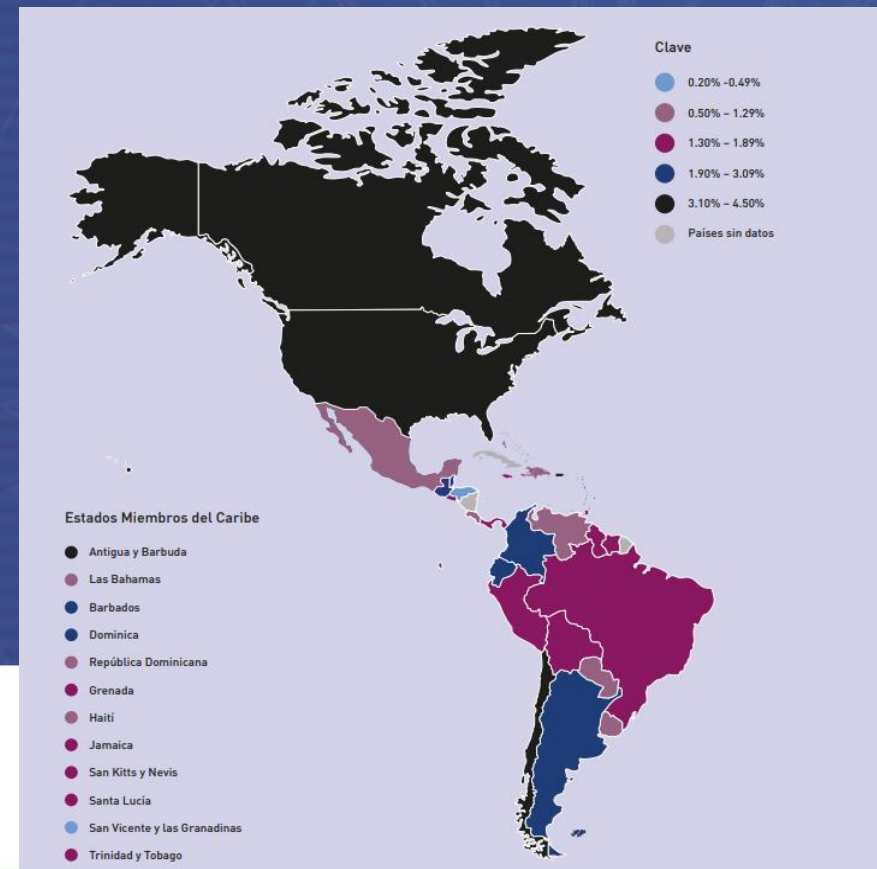 Clave
0.20% -0.49%
0.50% – 1.29%
1.30% – 1.89%
1.90% – 3.09%
3.10% – 4.50%
Países sin datos
Estados Miembros del Caribe
Antigua y Barbuda
Las Bahamas
Barbados
Dominica
República Dominicana
Grenada
Haití
Jamaica
San Kitts y Nevis
Santa Lucía
San Vicente y las Granadinas
Trinidad y Tobago